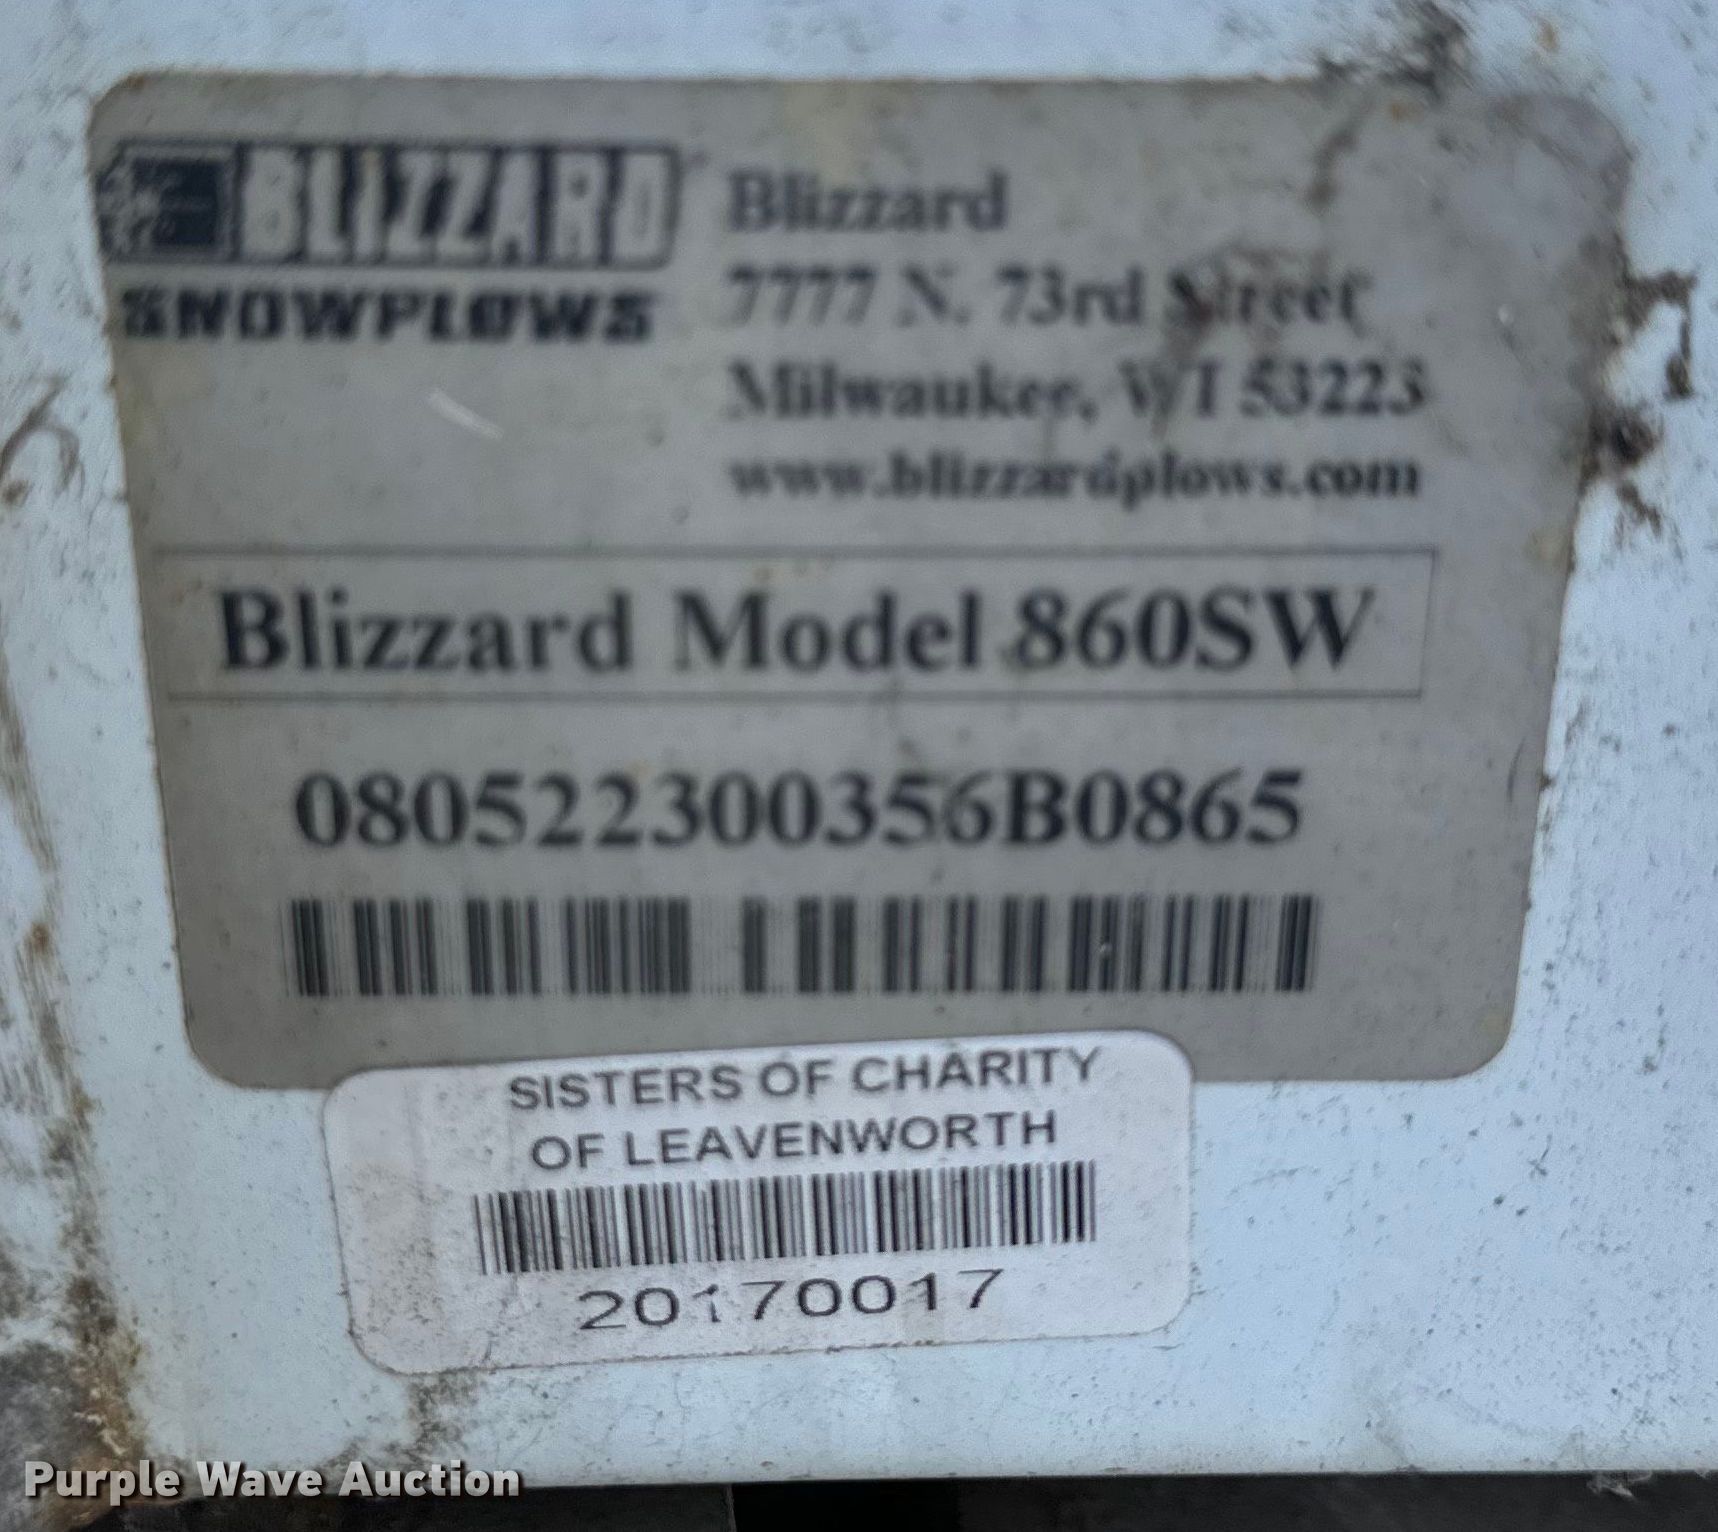 BLIZZARD
SNOWPLOWS
Blizzard
7777 N. 73rd Street
Milwaukee, WI 53223
www.blizzardplows.com
Blizzard Model 860SW
080522300356B0865
SISTERS OF CHARITY
OF LEAVENWORTH
20170017
Purple Wave Auction